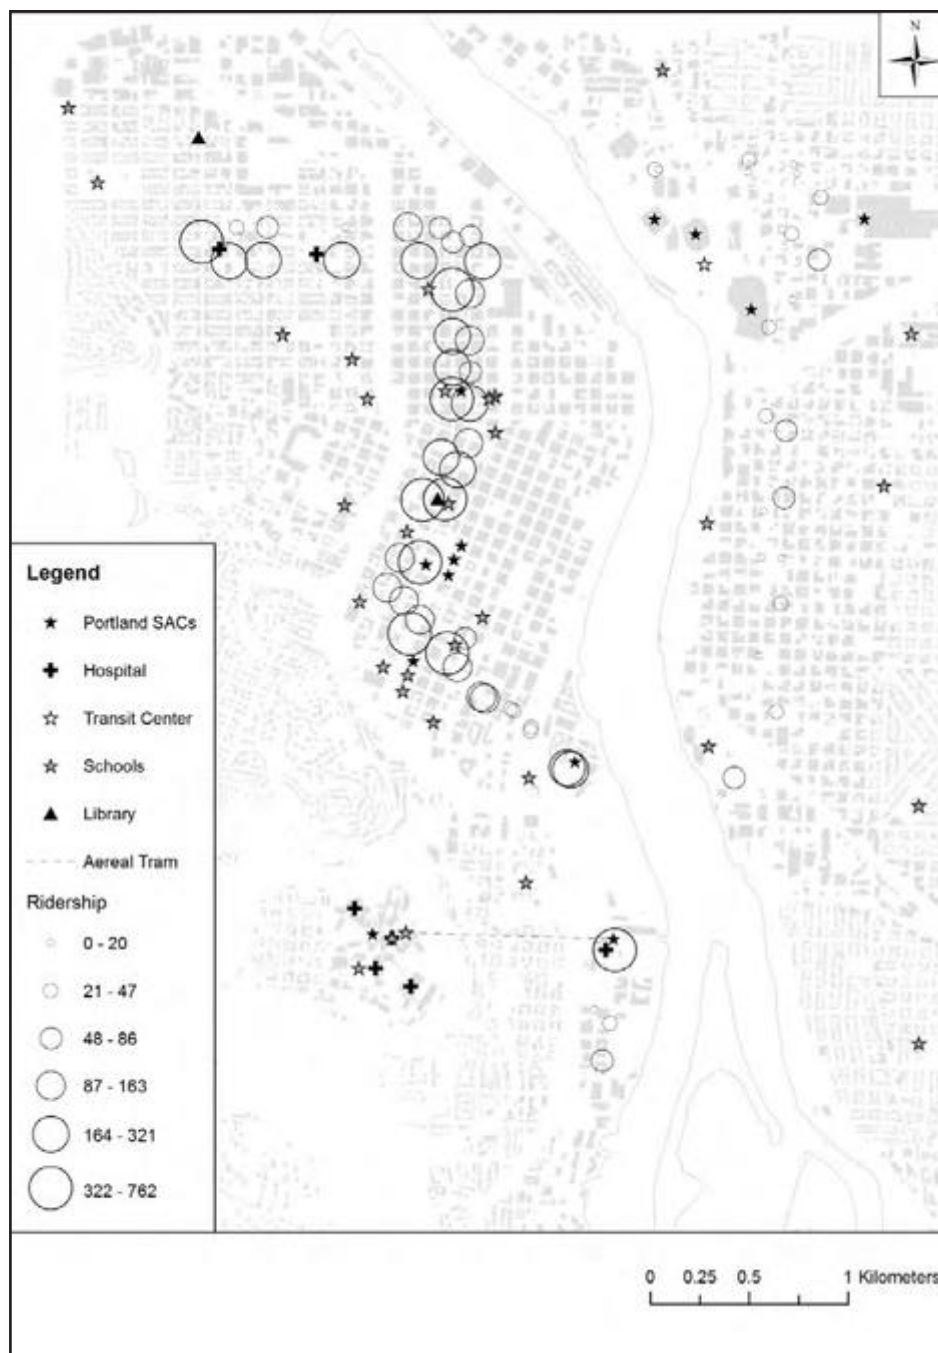 N
Legend
Portland SACs
Hospital
Transit Center
Schools
Library
Aereal Tram
Ridership
0 - 20
21 - 47
48 - 86
87 - 163
164 - 321
322 - 762
0 0.25 0.5 1 Kilometers